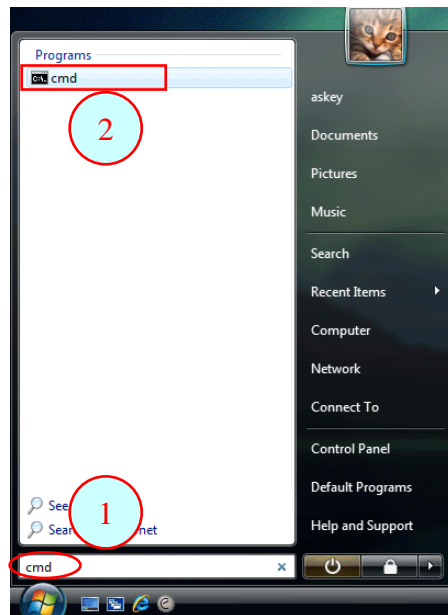 Programs
cmd
2
askey
Documents
Pictures
Music
Search
Recent Items
Computer
Network
Connect To
Control Panel
Default Programs
Help and Support
1
cmd